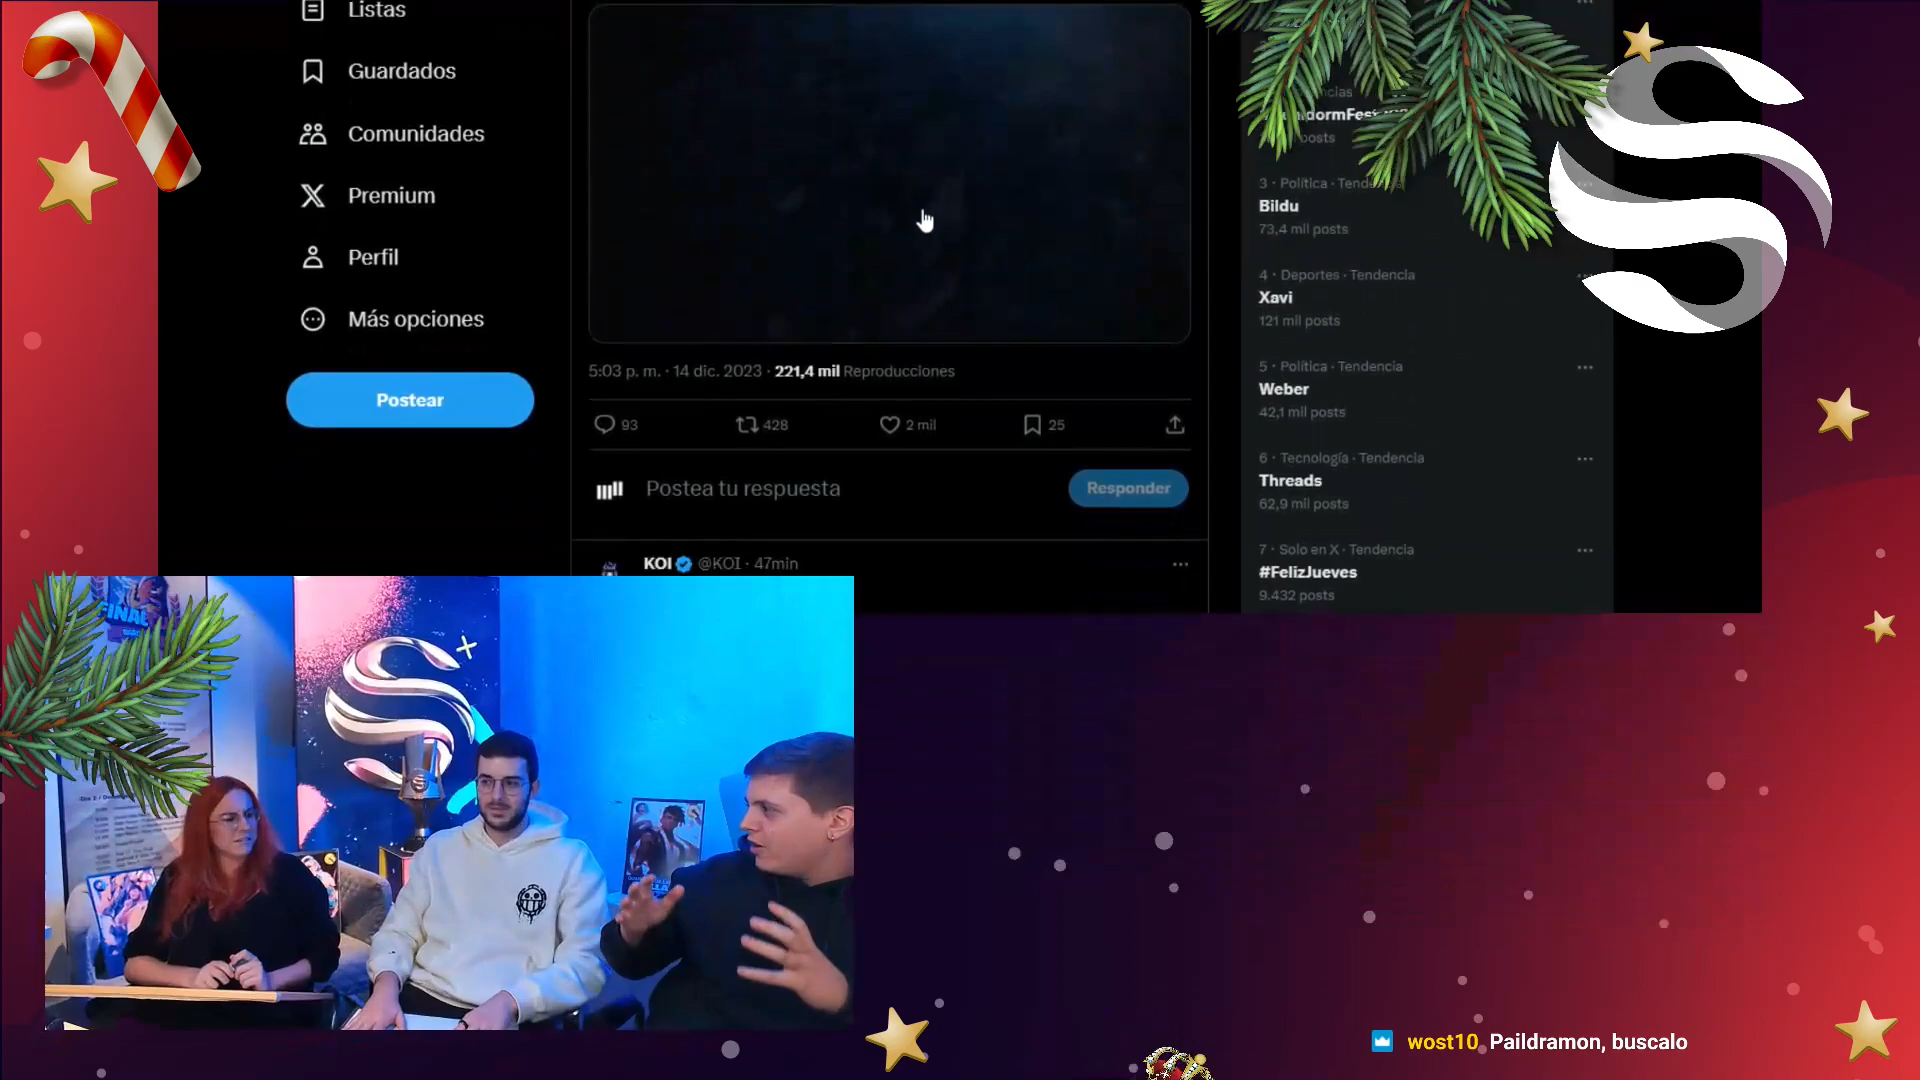 Listas
Guardados
Comunidades
Premium
Perfil
Más opciones
Postear
5:03 p. m. · 14 dic. 2023 · 221,4 mil Reproducciones
93
428
2 mil
25
Postea tu respuesta
Responder
KOI @KOI · 47min
posts
3 · Política · Tende
Bildu
73,4 mil posts
4 · Deportes · Tendencia
Xavi
121 mil posts
5 · Política · Tendencia
Weber
42,1 mil posts
6 · Tecnología · Tendencia
Threads
62,9 mil posts
7 · Solo en X · Tendencia
#FelizJueves
9.432 posts
FINAL
wost10 Paildramon, buscalo